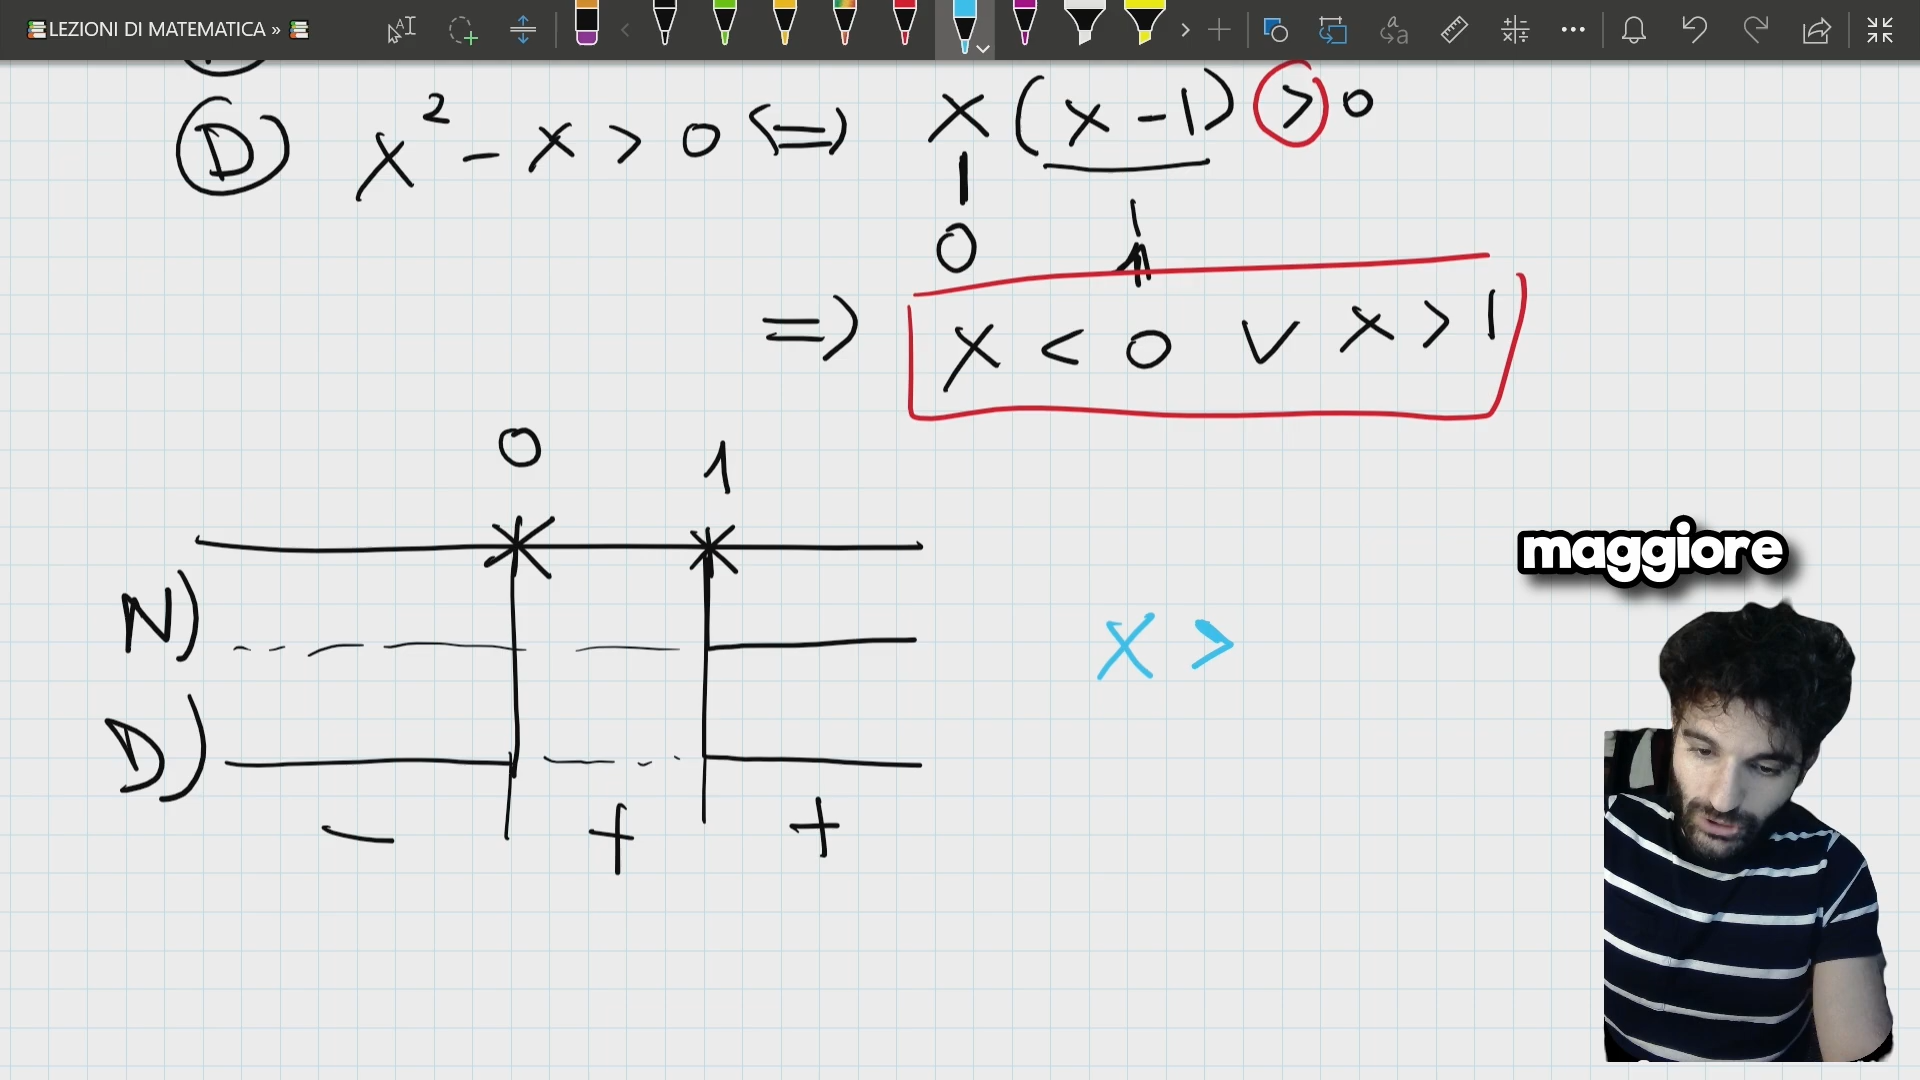 LEZIONI DI MATEMATICA »
D x² - x > 0 <=> x (x - 1) > 0
0 1
=> x < 0 ∨ x > 1
0 1
N)
maggiore
x >
D)
- + +